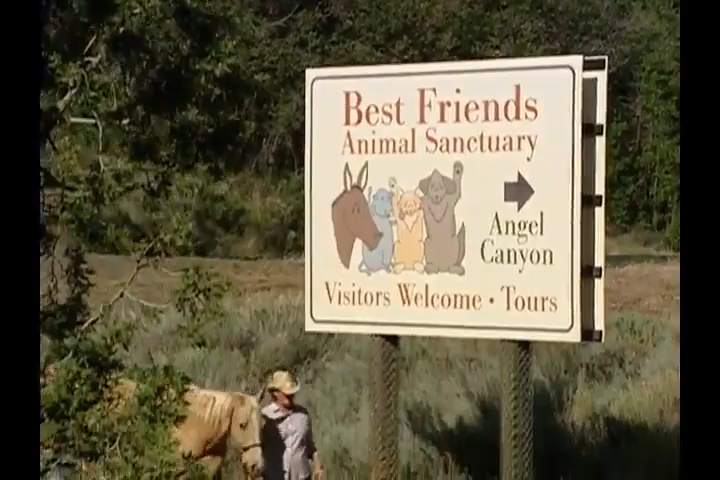 Best Friends
Animal Sanctuary
Angel
Canyon
Visitors Welcome • Tours